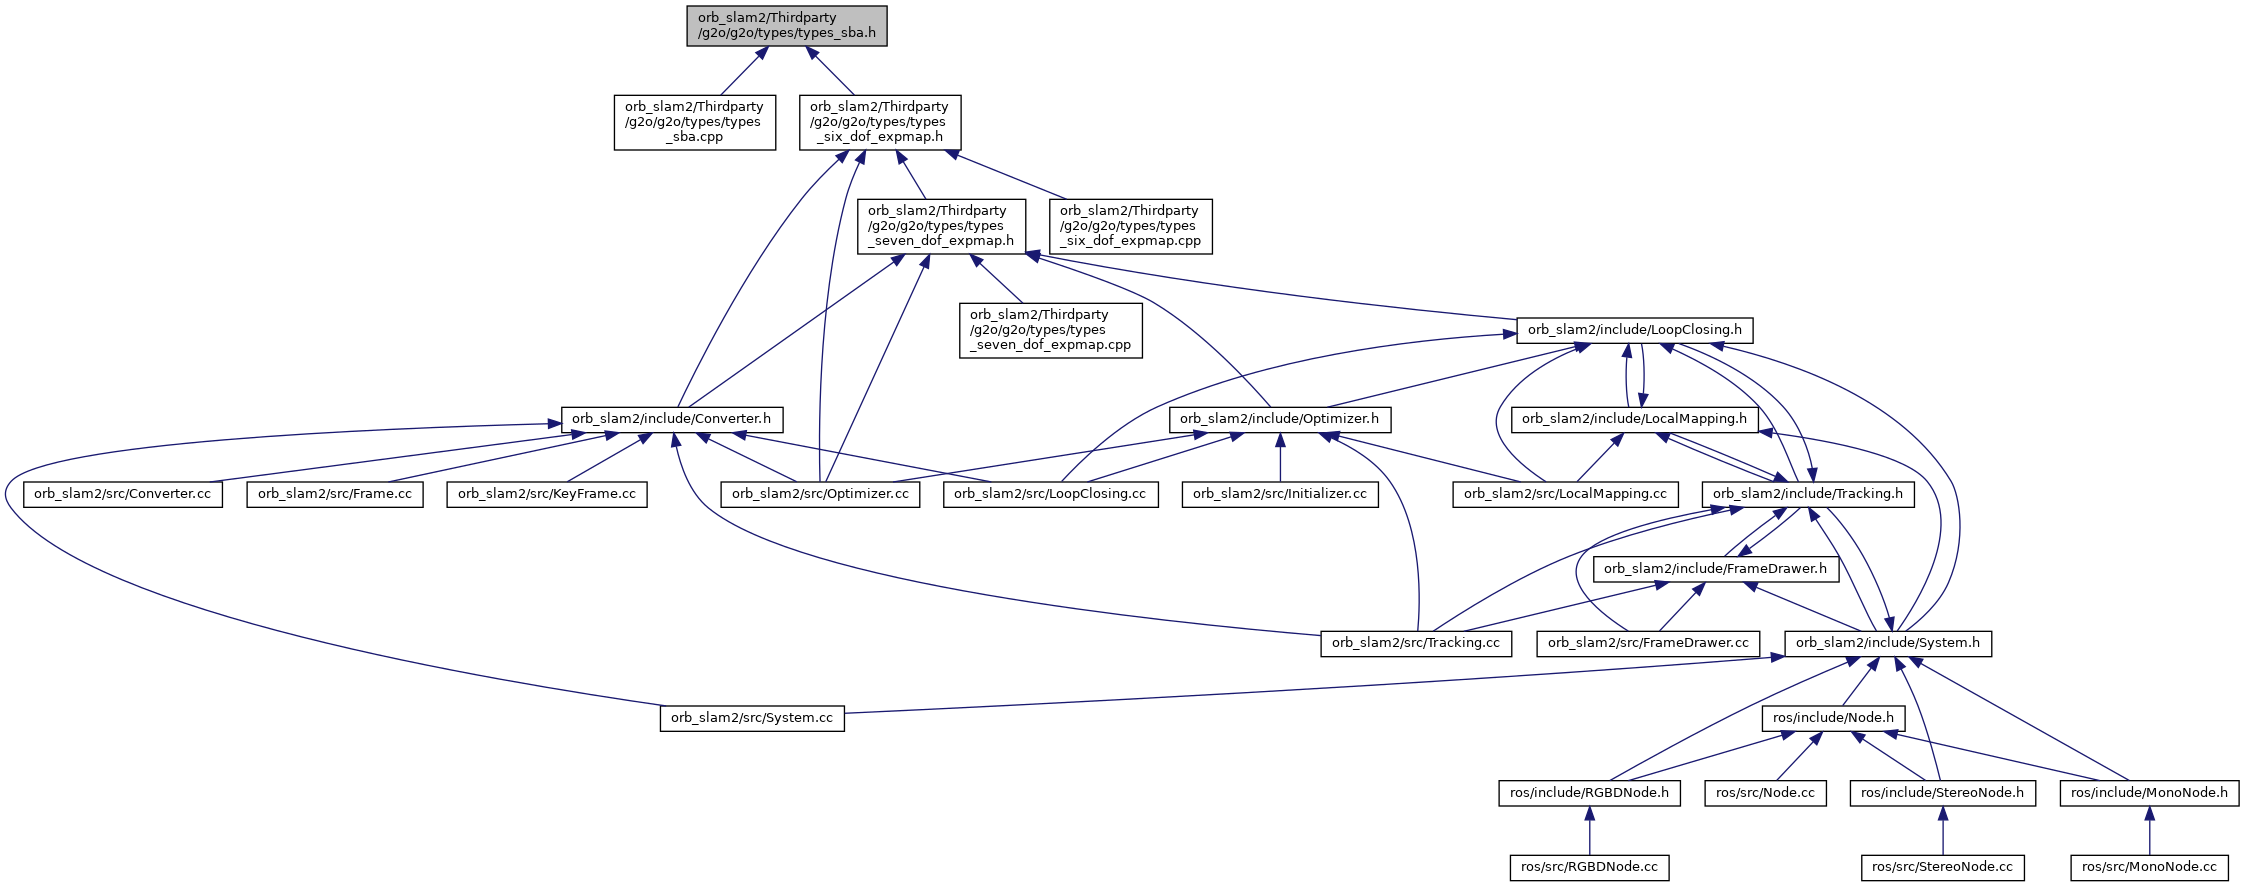 orb_slam2/Thirdparty
/g2o/g2o/types/types_sba.h
orb_slam2/Thirdparty
/g2o/g2o/types/types
_sba.cpp
orb_slam2/Thirdparty
/g2o/g2o/types/types
_six_dof_expmap.h
orb_slam2/Thirdparty
/g2o/g2o/types/types
_seven_dof_expmap.h
orb_slam2/Thirdparty
/g2o/g2o/types/types
_six_dof_expmap.cpp
orb_slam2/Thirdparty
/g2o/g2o/types/types
_seven_dof_expmap.cpp
orb_slam2/include/LoopClosing.h
orb_slam2/include/Converter.h
orb_slam2/include/Optimizer.h
orb_slam2/include/LocalMapping.h
orb_slam2/src/Converter.cc
orb_slam2/src/Frame.cc
orb_slam2/src/KeyFrame.cc
orb_slam2/src/Optimizer.cc
orb_slam2/src/LoopClosing.cc
orb_slam2/src/Initializer.cc
orb_slam2/src/LocalMapping.cc
orb_slam2/include/Tracking.h
orb_slam2/include/FrameDrawer.h
orb_slam2/src/Tracking.cc
orb_slam2/src/FrameDrawer.cc
orb_slam2/include/System.h
orb_slam2/src/System.cc
ros/include/Node.h
ros/include/RGBDNode.h
ros/src/Node.cc
ros/include/StereoNode.h
ros/include/MonoNode.h
ros/src/RGBDNode.cc
ros/src/StereoNode.cc
ros/src/MonoNode.cc